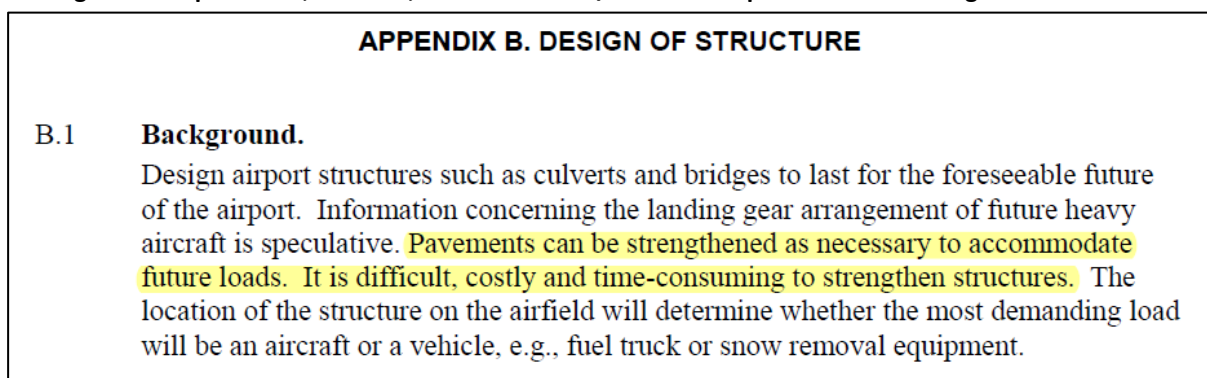 APPENDIX B. DESIGN OF STRUCTURE
B.1 Background.
Design airport structures such as culverts and bridges to last for the foreseeable future
of the airport. Information concerning the landing gear arrangement of future heavy
aircraft is speculative. Pavements can be strengthened as necessary to accommodate
future loads. It is difficult, costly and time-consuming to strengthen structures. The
location of the structure on the airfield will determine whether the most demanding load
will be an aircraft or a vehicle, e.g., fuel truck or snow removal equipment.